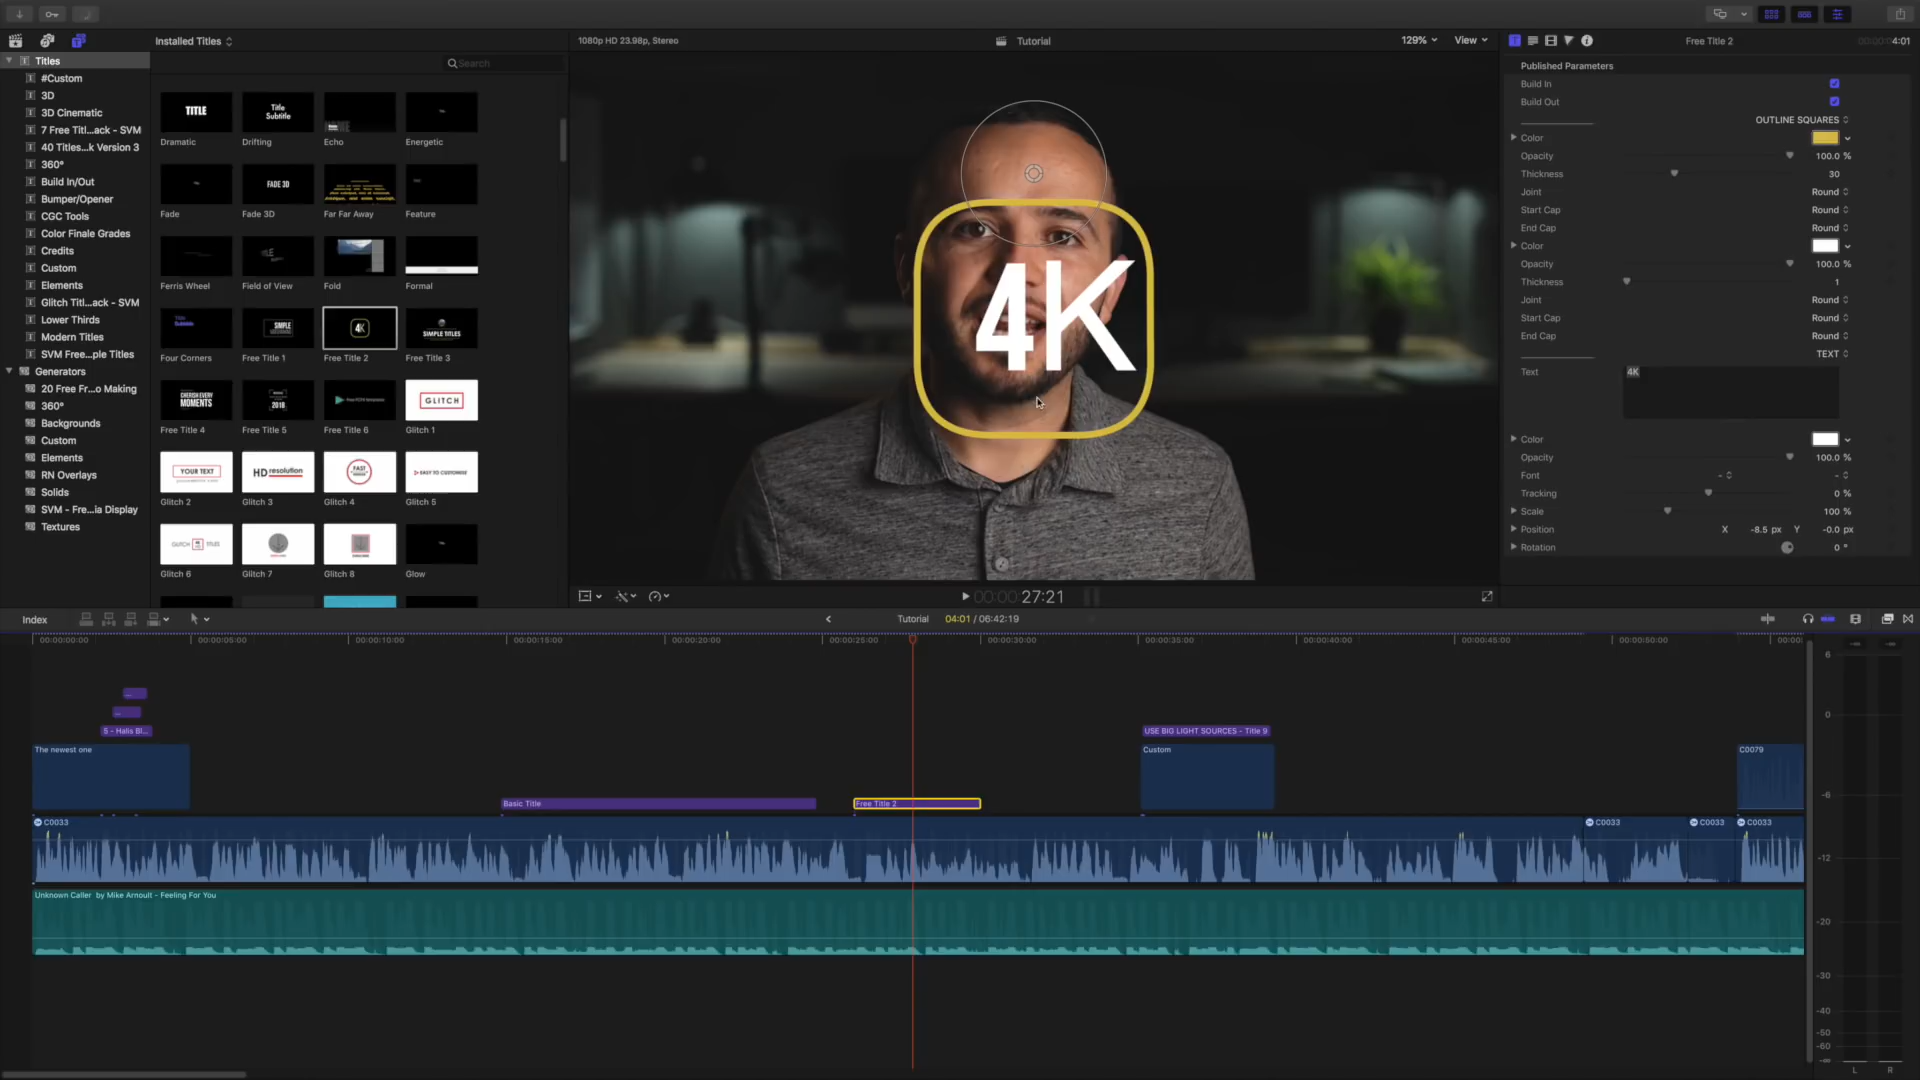 Installed Titles
1080p HD 23.98p, Stereo
Tutorial
129%
View
Free Title 2
4:01
Titles
#Custom
3D
3D Cinematic
7 Free Titl...ack - SVM
40 Titles...k Version 3
360°
Build In/Out
Bumper/Opener
CGC Tools
Color Finale Grades
Credits
Custom
Elements
Glitch Titl...ack - SVM
Lower Thirds
Modern Titles
SVM Free...ple Titles
Generators
20 Free Fr...o Making
360°
Backgrounds
Custom
Elements
RN Overlays
Solids
SVM - Fre...ia Display
Textures
Search
TITLE
Title
Subtitle
Dramatic
Drifting
Echo
Energetic
FADE 3D
Fade
Fade 3D
Far Far Away
Feature
Ferris Wheel
Field of View
Fold
Formal
Title
Subtitle
SIMPLE
4K
SIMPLE TITLES
Four Corners
Free Title 1
Free Title 2
Free Title 3
CHERISH EVERY
MOMENTS
2018
GLITCH
Free Title 4
Free Title 5
Free Title 6
Glitch 1
YOUR TEXT
HD resolution
FAST
EASY TO CUSTOMISE
Glitch 2
Glitch 3
Glitch 4
Glitch 5
GLITCH
TITLES
Glitch 6
Glitch 7
Glitch 8
Glow
4K
00:00:27:21
Published Parameters
Build In
Build Out
OUTLINE SQUARES
Color
Opacity
100.0 %
Thickness
30
Joint
Round
Start Cap
Round
End Cap
Round
Color
Opacity
100.0 %
Thickness
1
Joint
Round
Start Cap
Round
End Cap
Round
TEXT
Text
4K
Color
Opacity
100.0 %
Font
-
-
Tracking
0 %
Scale
100 %
Position
X
-8.5 px
Y
-0.0 px
Rotation
0 °
Index
Tutorial
04:01 / 06:42:19
00:00:00:00
00:00:05:00
00:00:10:00
00:00:15:00
00:00:20:00
00:00:25:00
00:00:30:00
00:00:35:00
00:00:40:00
00:00:45:00
00:00:50:00
00:00:
...
...
5 - Halis Bl...
USE BIG LIGHT SOURCES - Title 9
The newest one
Custom
C0079
Basic Title
Free Title 2
C0033
C0033
C0033
C0033
Unknown Caller by Mike Arnoult - Feeling For You
6
0
-6
-12
-20
-30
-40
-50
-60
-∞
L
R